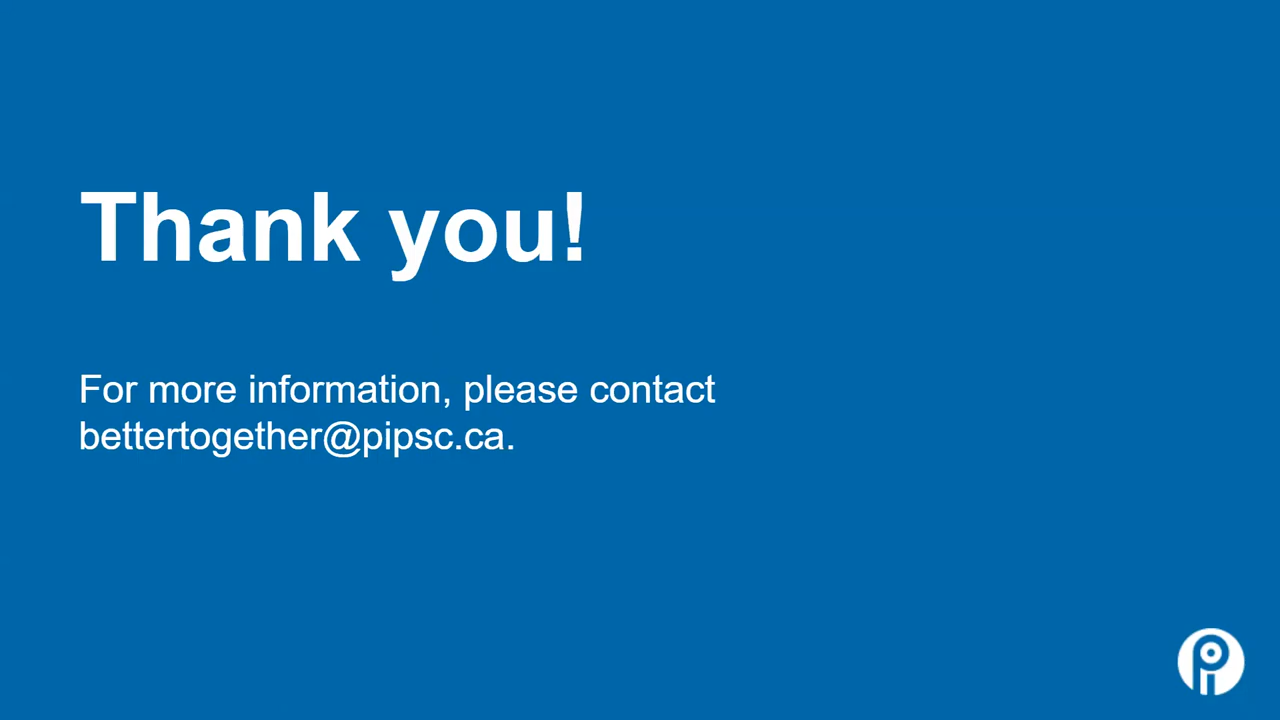 Thank you!
For more information, please contact
bettertogether@pipsc.ca.